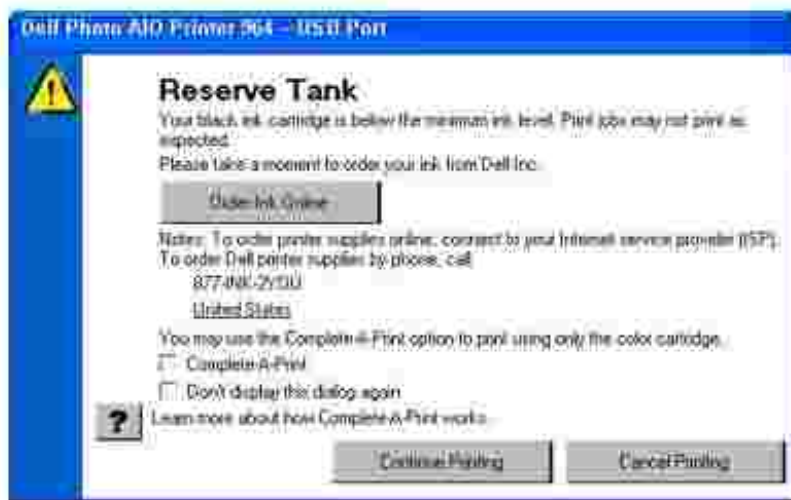 Dell Photo AIO Printer 964 - USB Port
Reserve Tank
Your black ink cartridge is below the minimum ink level. Print jobs may not print as
expected.
Please take a moment to order your ink from Dell Inc.
Order Ink Online
Notes: To order printer supplies online, connect to your Internet service provider (ISP).
To order Dell printer supplies by phone, call
877-INK-2YOU
United States
You may use the Complete-A-Print option to print using only the color cartridge.
Complete-A-Print
Don't display this dialog again
? Learn more about how Complete-A-Print works.
Continue Printing
Cancel Printing